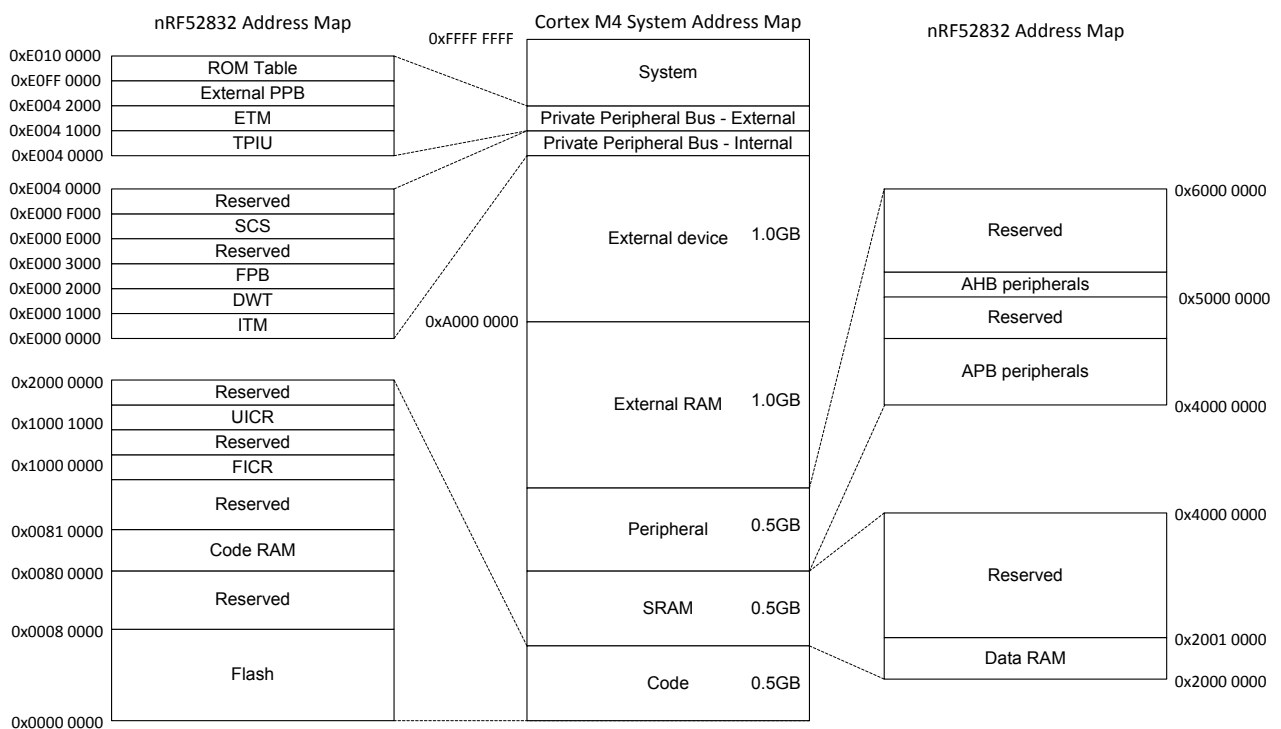 nRF52832 Address Map
0xE010 0000
ROM Table
0xE0FF 0000
External PPB
0xE004 2000
ETM
0xE004 1000
TPIU
0xE004 0000
0xE004 0000
Reserved
0xE000 F000
SCS
0xE000 E000
Reserved
0xE000 3000
FPB
0xE000 2000
DWT
0xE000 1000
ITM
0xE000 0000
0x2000 0000
Reserved
UICR
0x1000 1000
Reserved
0x1000 0000
FICR
Reserved
0x0081 0000
Code RAM
0x0080 0000
Reserved
0x0008 0000
Flash
0x0000 0000
Cortex M4 System Address Map
0xFFFF FFFF
System
Private Peripheral Bus - External
Private Peripheral Bus - Internal
External device 1.0GB
0xA000 0000
External RAM 1.0GB
Peripheral 0.5GB
SRAM 0.5GB
Code 0.5GB
nRF52832 Address Map
0x6000 0000
Reserved
AHB peripherals
0x5000 0000
Reserved
APB peripherals
0x4000 0000
0x4000 0000
Reserved
0x2001 0000
Data RAM
0x2000 0000